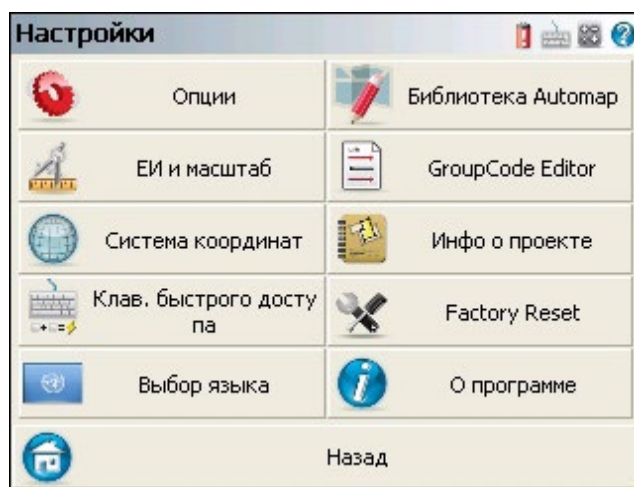 Настройки
Опции
Библиотека Automap
ЕИ и масштаб
GroupCode Editor
Система координат
Инфо о проекте
Клав. быстрого досту
па
Factory Reset
Выбор языка
О программе
Назад